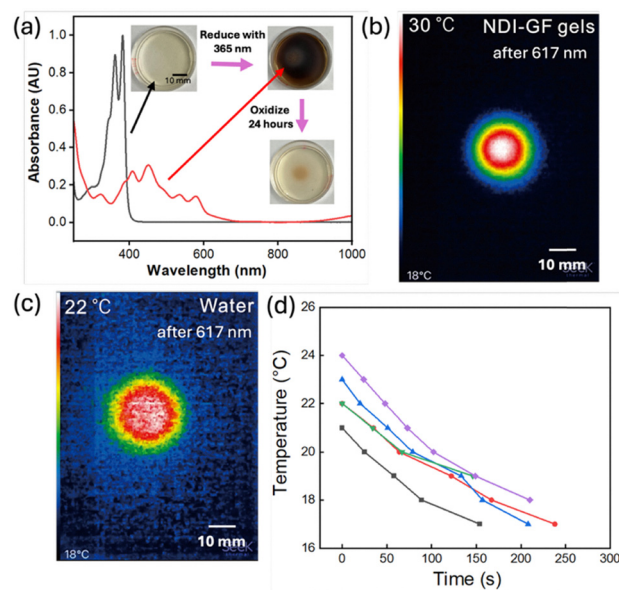 (a)
Absorbance (AU)
1.0
0.8
0.6
0.4
0.2
0.0
400
600
800
1000
Wavelength (nm)
10 mm
Reduce with
365 nm
Oxidize
24 hours
(b)
30 °C
NDI-GF gels
after 617 nm
10 mm
18°C
seek
(c)
22 °C
Water
after 617 nm
10 mm
18°C
seek
(d)
Temperature (°C)
26
24
22
20
18
16
0
50
100
150
200
250
300
Time (s)